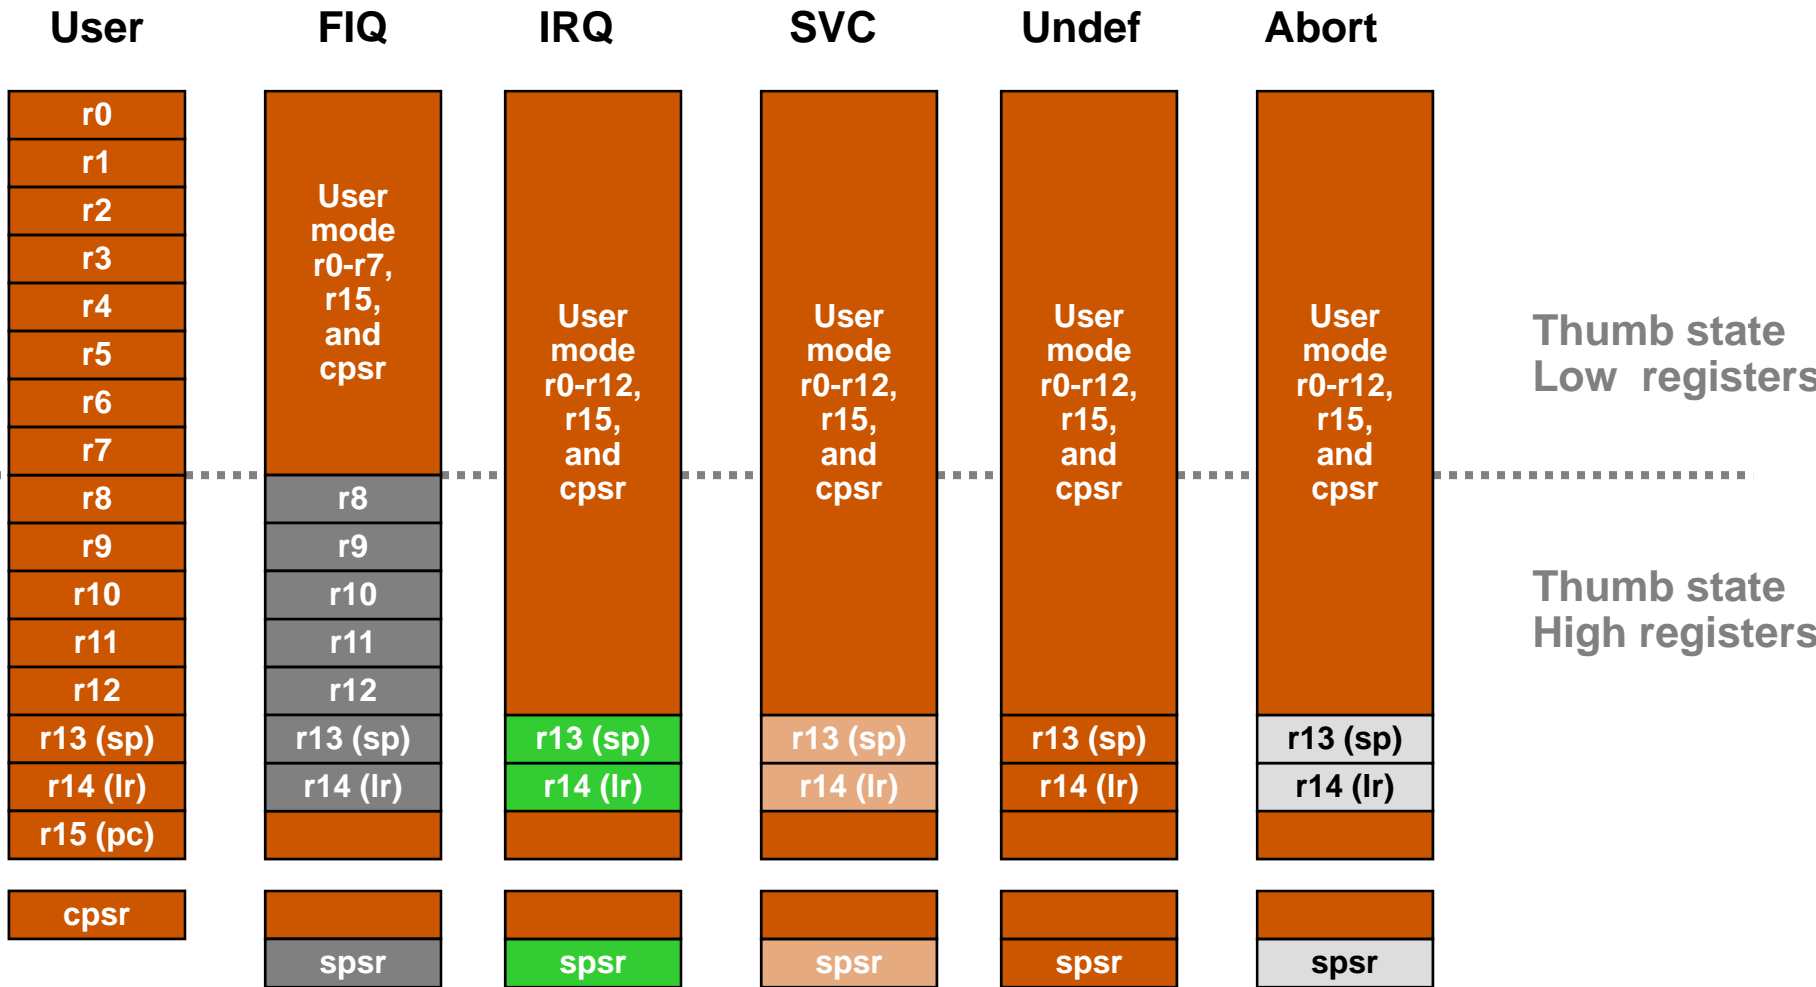 User
FIQ
IRQ
SVC
Undef
Abort
r0
r1
r2
r3
r4
r5
r6
r7
r8
r9
r10
r11
r12
r13 (sp)
r14 (lr)
r15 (pc)
cpsr
User
mode
r0-r7,
r15,
and
cpsr
r8
r9
r10
r11
r12
r13 (sp)
r14 (lr)
spsr
User
mode
r0-r12,
r15,
and
cpsr
r13 (sp)
r14 (lr)
spsr
User
mode
r0-r12,
r15,
and
cpsr
r13 (sp)
r14 (lr)
spsr
User
mode
r0-r12,
r15,
and
cpsr
r13 (sp)
r14 (lr)
spsr
User
mode
r0-r12,
r15,
and
cpsr
r13 (sp)
r14 (lr)
spsr
Thumb state
Low registers
Thumb state
High registers